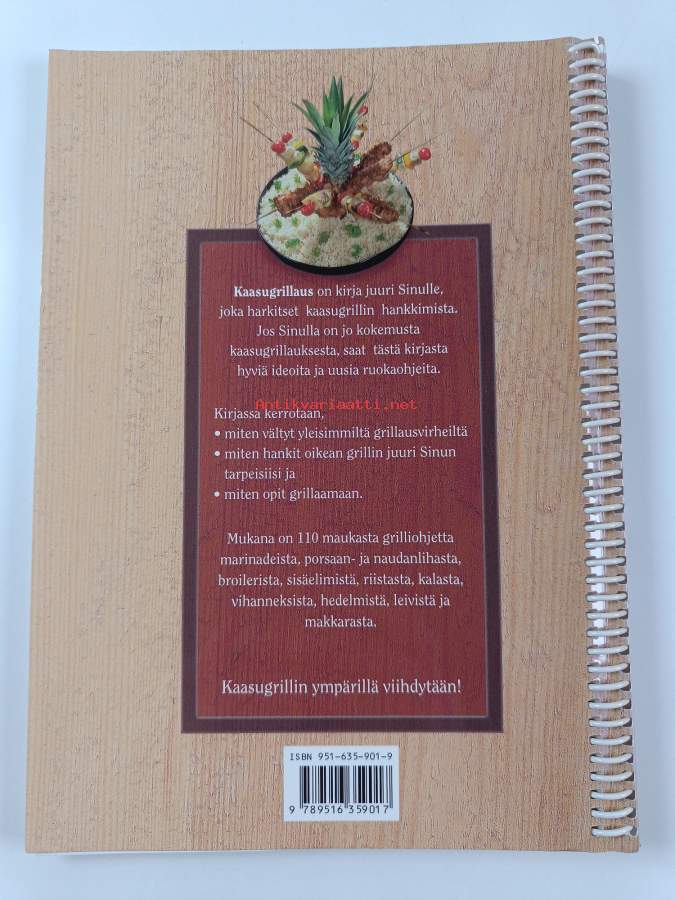 Kaasugrillaus on kirja juuri Sinulle,
joka harkitset kaasugrillin hankkimista.
Jos Sinulla on jo kokemusta
kaasugrillauksesta, saat tästä kirjasta
hyviä ideoita ja uusia ruokaohjeita.
Antikvariaatti.net
Kirjassa kerrotaan,
• miten vältyt yleisimmiltä grillausvirheiltä
• miten hankit oikean grillin juuri Sinun
tarpeisiisi ja
• miten opit grillaamaan.
Mukana on 110 maukasta grilliohjetta
marinadeista, porsaan- ja naudanlihasta,
broilerista, sisäelimistä, riistasta, kalasta,
vihanneksista, hedelmistä, leivistä ja
makkarasta.
Kaasugrillin ympärillä viihdytään!
ISBN 951-635-901-9
9 789516 359017